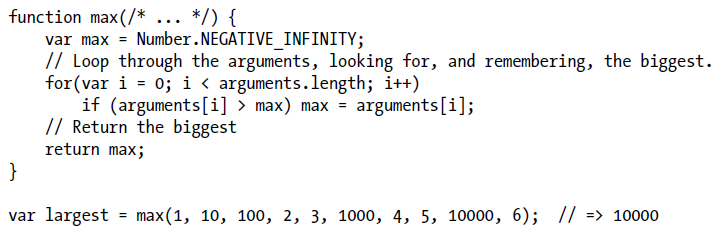 function max(/* ... */) {
    var max = Number.NEGATIVE_INFINITY;
    // Loop through the arguments, looking for, and remembering, the biggest.
    for(var i = 0; i < arguments.length; i++)
        if (arguments[i] > max) max = arguments[i];
    // Return the biggest
    return max;
}
var largest = max(1, 10, 100, 2, 3, 1000, 4, 5, 10000, 6);  // => 10000